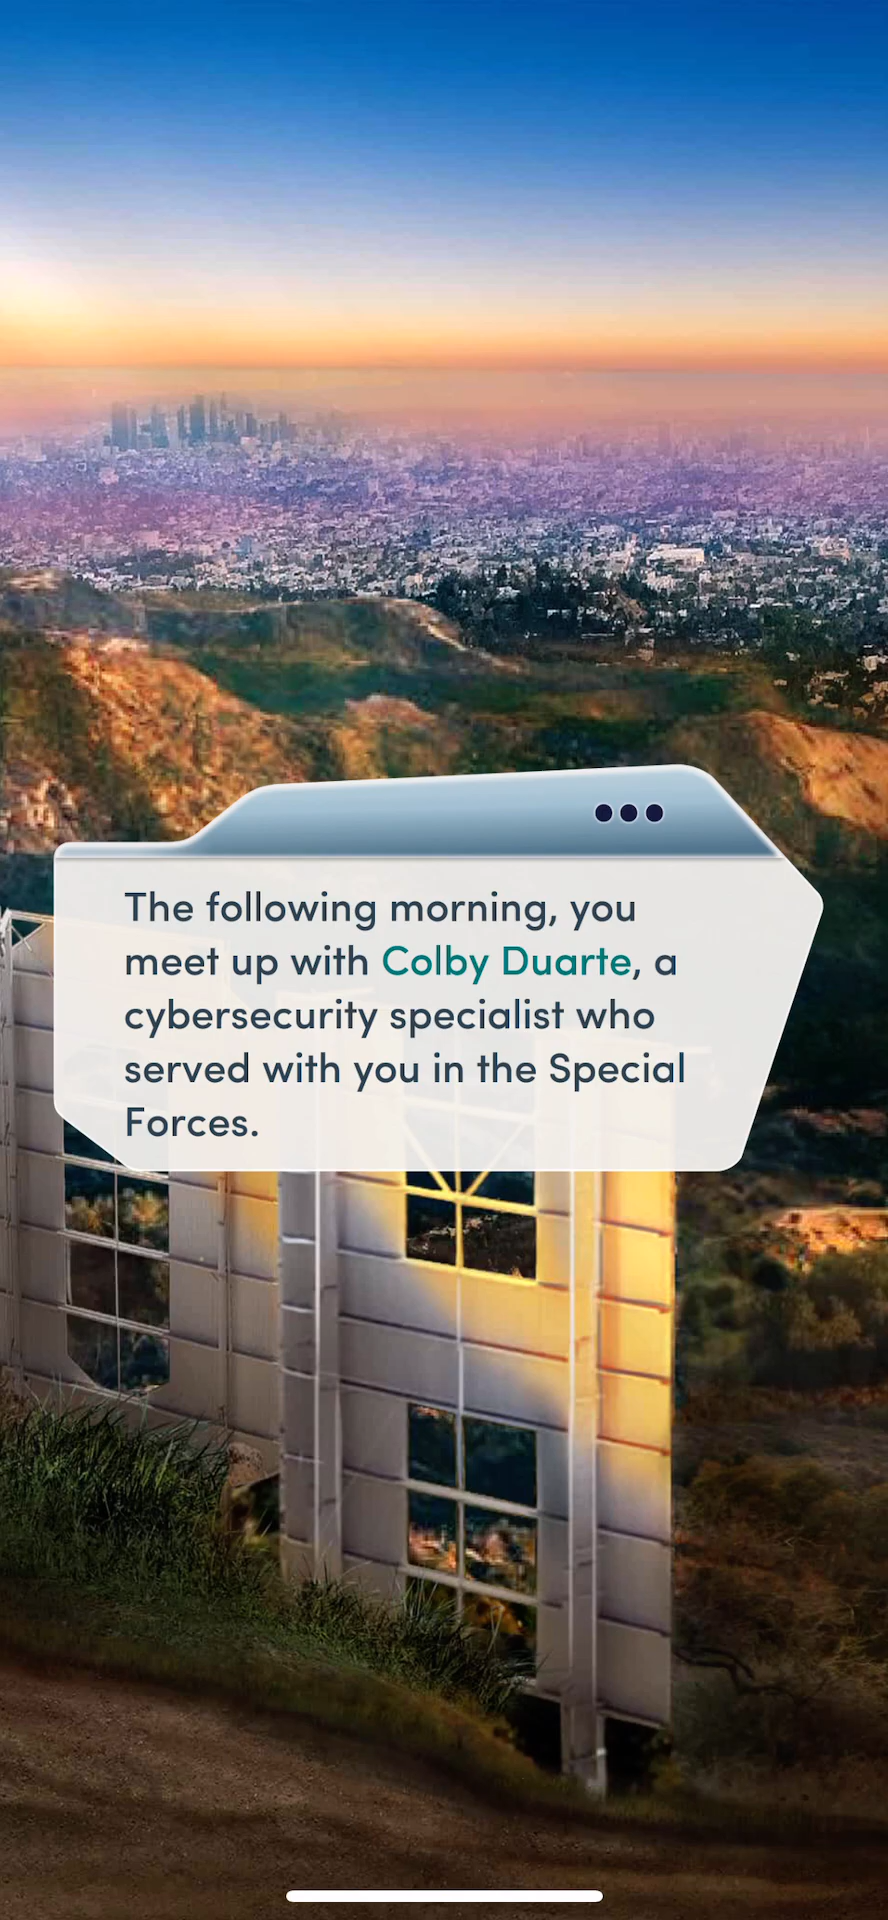 The following morning, you
meet up with Colby Duarte, a
cybersecurity specialist who
served with you in the Special
Forces.